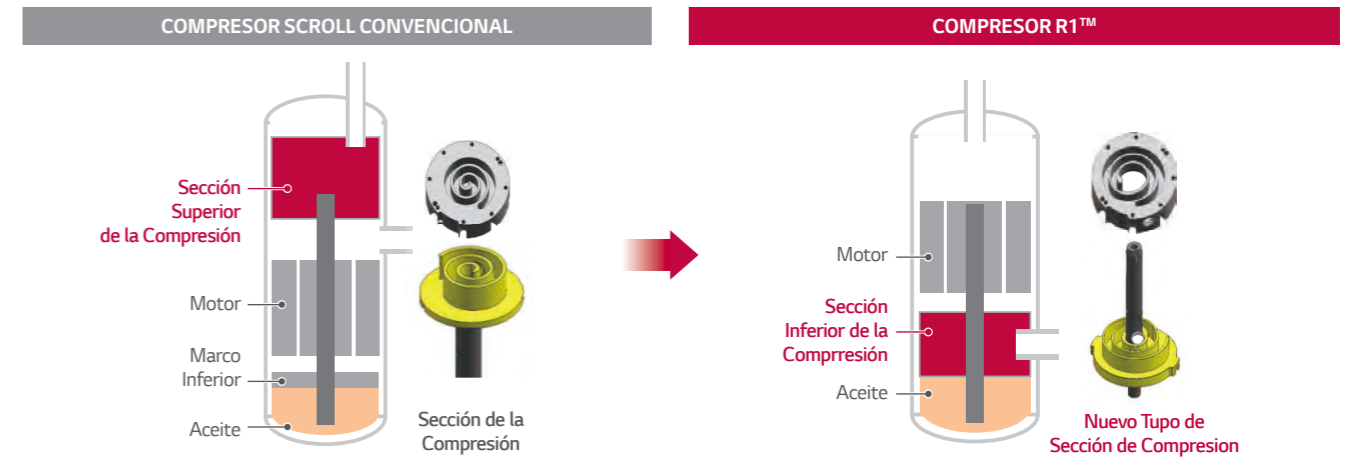 COMPRESOR SCROLL CONVENCIONAL
Sección
Superior
de la Compresión
Motor
Marco
Inferior
Aceite
Sección de la
Compresión
COMPRESOR R1™
Motor
Sección
Inferior de la
Comprresión
Aceite
Nuevo Tupo de
Sección de Compresion